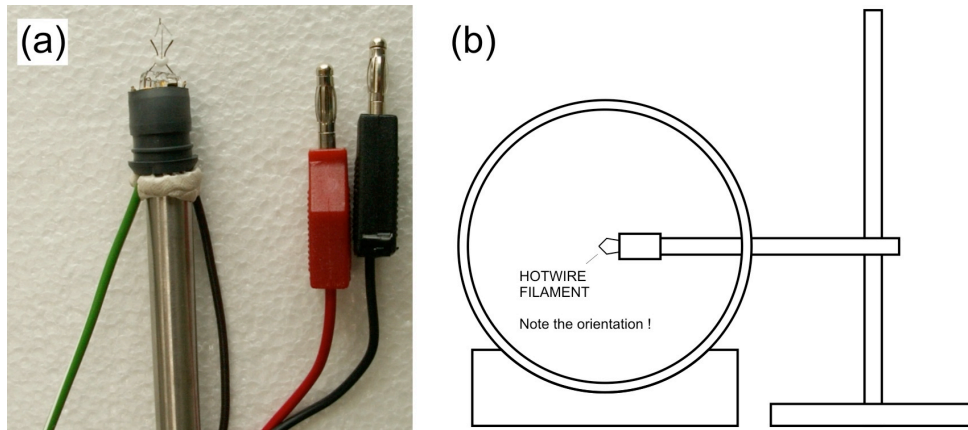 (a)
(b)
HOTWIRE
FILAMENT
Note the orientation !